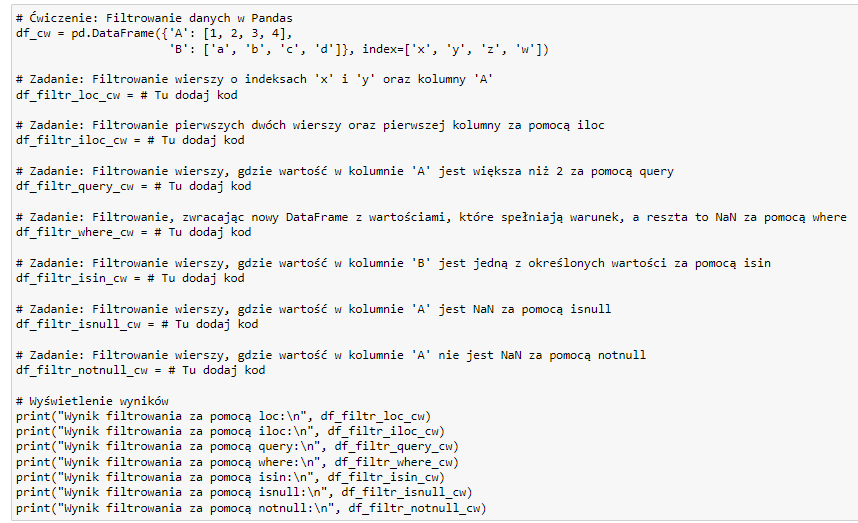 # Ćwiczenie: Filtrowanie danych w Pandas
df_cw = pd.DataFrame({'A': [1, 2, 3, 4],
                     'B': ['a', 'b', 'c', 'd']}, index=['x', 'y', 'z', 'w'])

# Zadanie: Filtrowanie wierszy o indeksach 'x' i 'y' oraz kolumny 'A'
df_filtr_loc_cw = # Tu dodaj kod

# Zadanie: Filtrowanie pierwszych dwóch wierszy oraz pierwszej kolumny za pomocą iloc
df_filtr_iloc_cw = # Tu dodaj kod

# Zadanie: Filtrowanie wierszy, gdzie wartość w kolumnie 'A' jest większa niż 2 za pomocą query
df_filtr_query_cw = # Tu dodaj kod

# Zadanie: Filtrowanie, zwracając nowy DataFrame z wartościami, które spełniają warunek, a reszta to NaN za pomocą where
df_filtr_where_cw = # Tu dodaj kod

# Zadanie: Filtrowanie wierszy, gdzie wartość w kolumnie 'B' jest jedną z określonych wartości za pomocą isin
df_filtr_isin_cw = # Tu dodaj kod

# Zadanie: Filtrowanie wierszy, gdzie wartość w kolumnie 'A' jest NaN za pomocą isnull
df_filtr_isnull_cw = # Tu dodaj kod

# Zadanie: Filtrowanie wierszy, gdzie wartość w kolumnie 'A' nie jest NaN za pomocą notnull
df_filtr_notnull_cw = # Tu dodaj kod

# Wyświetlenie wyników
print("Wynik filtrowania za pomocą loc:\n", df_filtr_loc_cw)
print("Wynik filtrowania za pomocą iloc:\n", df_filtr_iloc_cw)
print("Wynik filtrowania za pomocą query:\n", df_filtr_query_cw)
print("Wynik filtrowania za pomocą where:\n", df_filtr_where_cw)
print("Wynik filtrowania za pomocą isin:\n", df_filtr_isin_cw)
print("Wynik filtrowania za pomocą isnull:\n", df_filtr_isnull_cw)
print("Wynik filtrowania za pomocą notnull:\n", df_filtr_notnull_cw)